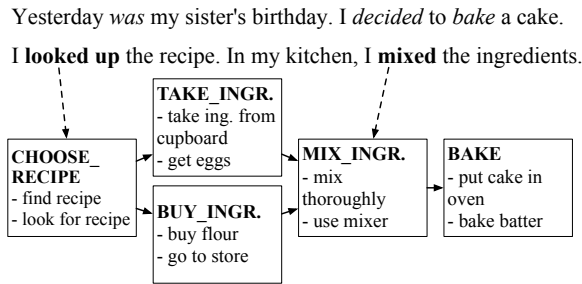 Yesterday was my sister's birthday. I decided to bake a cake.
I looked up the recipe. In my kitchen, I mixed the ingredients.
CHOOSE_
RECIPE
- find recipe
- look for recipe
TAKE_INGR.
- take ing. from
cupboard
- get eggs
BUY_INGR.
- buy flour
- go to store
MIX_INGR.
- mix
thoroughly
- use mixer
BAKE
- put cake in
oven
- bake batter